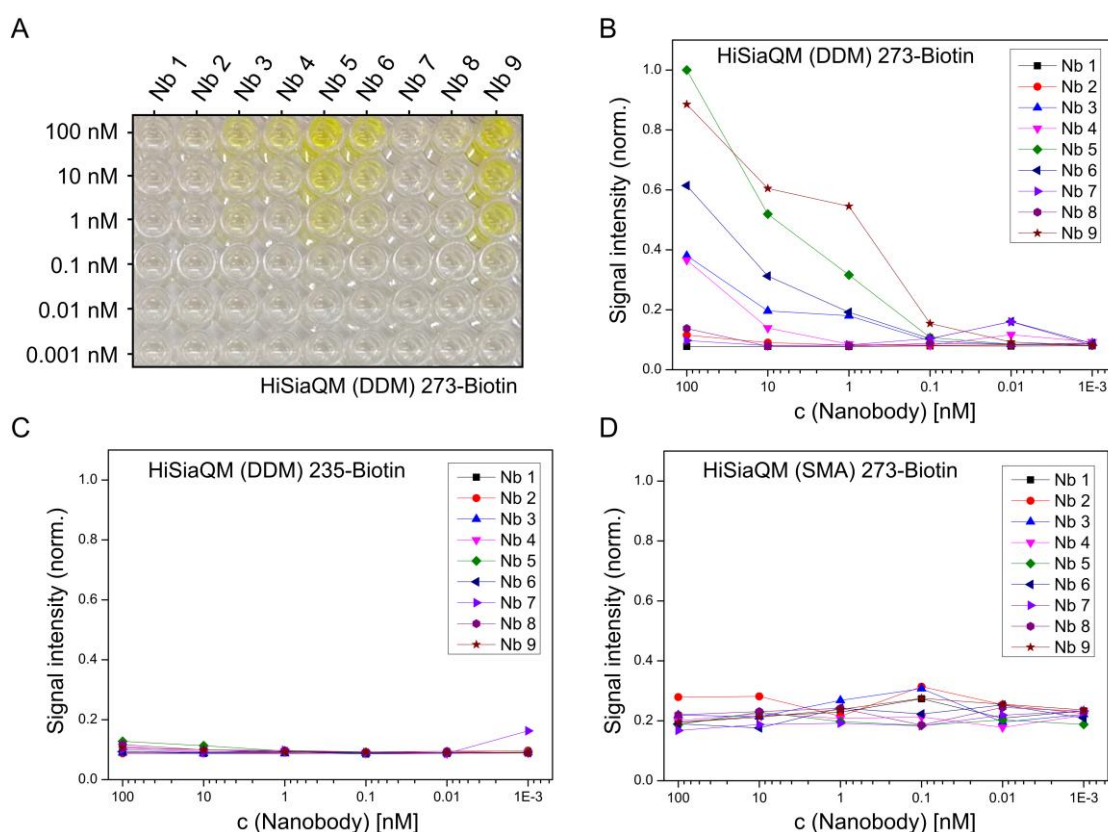 A
Nb 1 Nb 2 Nb 3 Nb 4 Nb 5 Nb 6 Nb 7 Nb 8 Nb 9
100 nM
10 nM
1 nM
0.1 nM
0.01 nM
0.001 nM
HiSiaQM (DDM) 273-Biotin
B
HiSiaQM (DDM) 273-Biotin
Signal intensity (norm.)
1.0
0.8
0.6
0.4
0.2
0.0
Nb 1
Nb 2
Nb 3
Nb 4
Nb 5
Nb 6
Nb 7
Nb 8
Nb 9
100 10 1 0.1 0.01 1E-3
c (Nanobody) [nM]
C
HiSiaQM (DDM) 235-Biotin
Signal intensity (norm.)
1.0
0.8
0.6
0.4
0.2
0.0
Nb 1
Nb 2
Nb 3
Nb 4
Nb 5
Nb 6
Nb 7
Nb 8
Nb 9
100 10 1 0.1 0.01 1E-3
c (Nanobody) [nM]
D
HiSiaQM (SMA) 273-Biotin
Signal intensity (norm.)
1.0
0.8
0.6
0.4
0.2
0.0
Nb 1
Nb 2
Nb 3
Nb 4
Nb 5
Nb 6
Nb 7
Nb 8
Nb 9
100 10 1 0.1 0.01 1E-3
c (Nanobody) [nM]